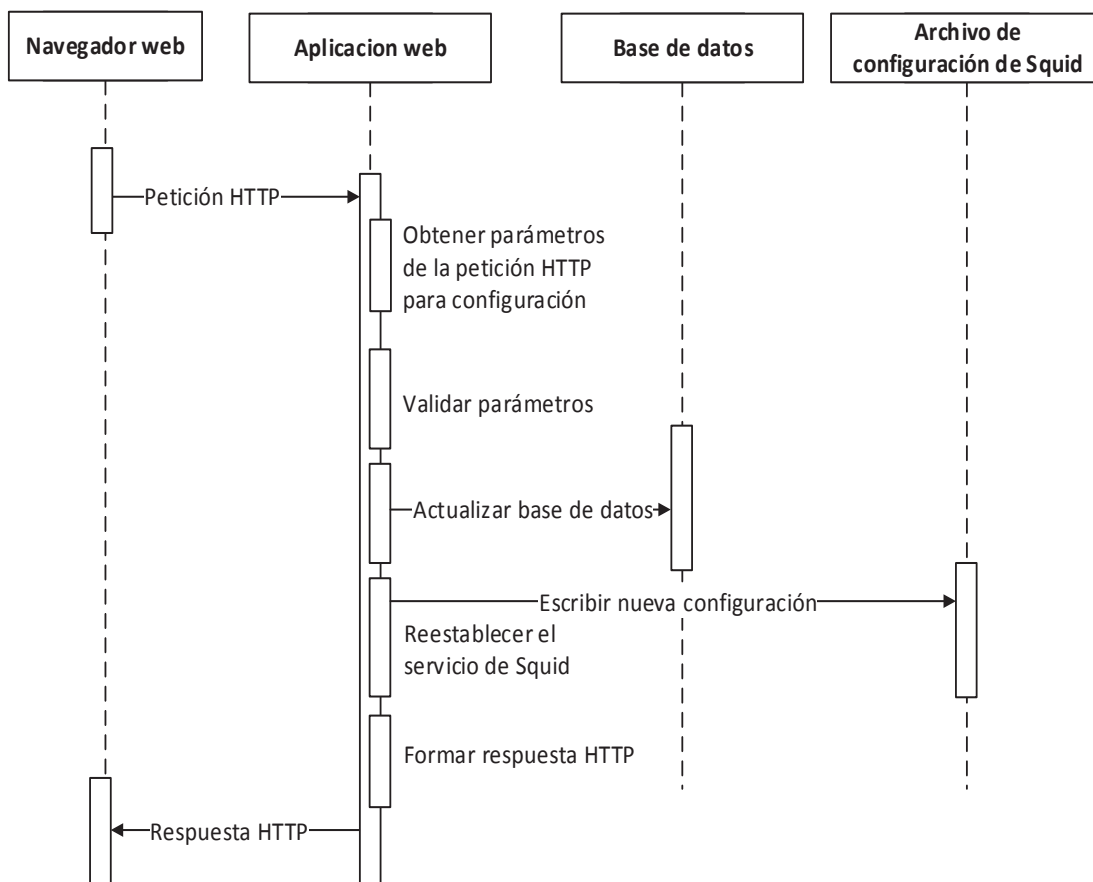 Navegador web
Aplicacion web
Base de datos
Archivo de
configuración de Squid
Petición HTTP
Obtener parámetros
de la petición HTTP
para configuración
Validar parámetros
Actualizar base de datos
Escribir nueva configuración
Reestablecer el
servicio de Squid
Formar respuesta HTTP
Respuesta HTTP